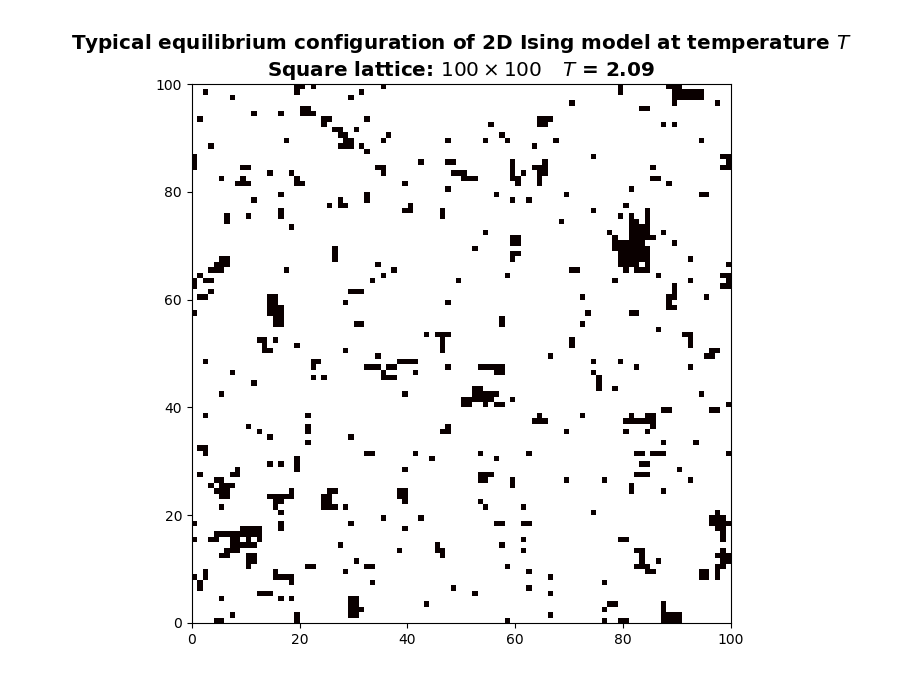 Typical equilibrium configuration of 2D Ising model at temperature T
Square lattice: 100 × 100 T = 2.09
100
80
60
40
20
0
0 20 40 60 80 100